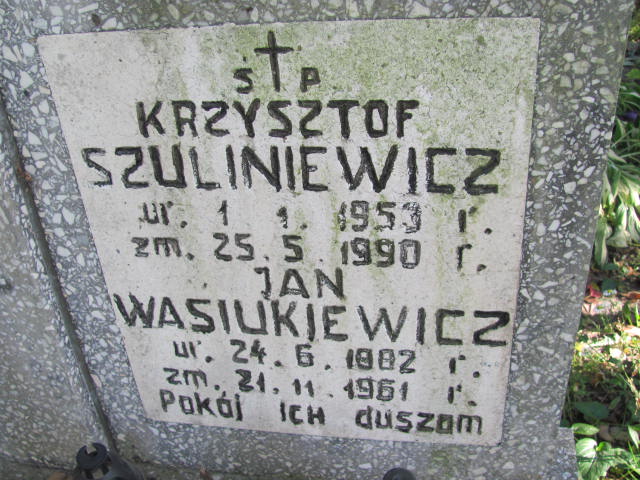 Ś † P
KRZYSZTOF
SZULINIEWICZ
ur. 1 1. 1953 r.
zm. 25.5.1990 r.
JAN
WASIUKIEWICZ
ur. 24.6.1882 r.
zm. 21.11.1961 r.
POKÓJ ICH duszom